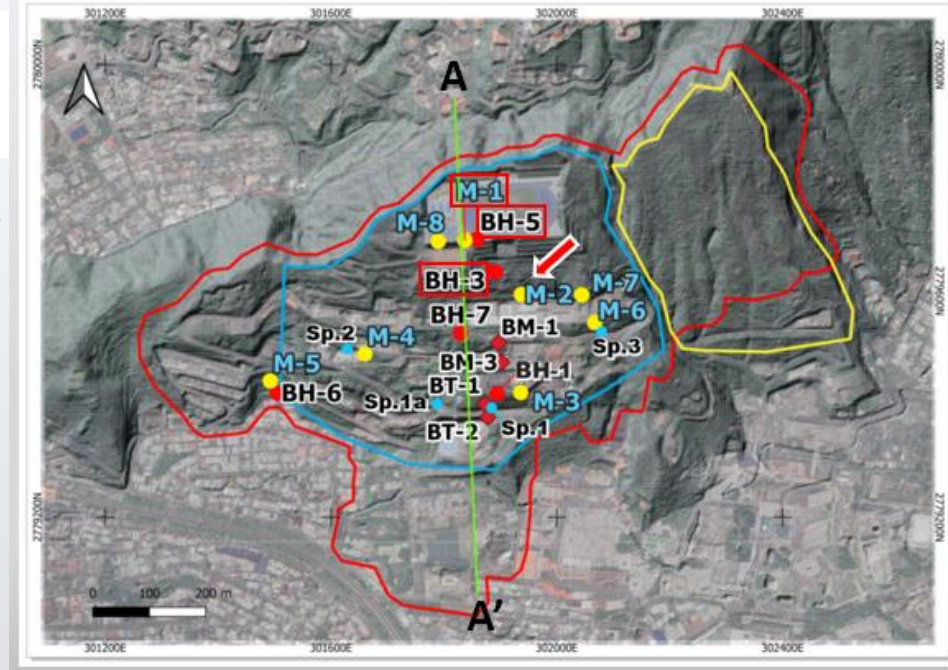 301200E 301600E 302000E 302400E
2780000N 2780000N
A
M-1
M-8 BH-5
BH-3
M-2 M-7
2779600N
BH-7 M-6
BM-1
Sp.2 M-4 Sp.3
M-5 BM-3 BH-1
BT-1
BH-6 Sp.1a M-3
BT-2 Sp.1
2779200N 2779200N
0 100 200 m
A'
301200E 301600E 302000E 302400E